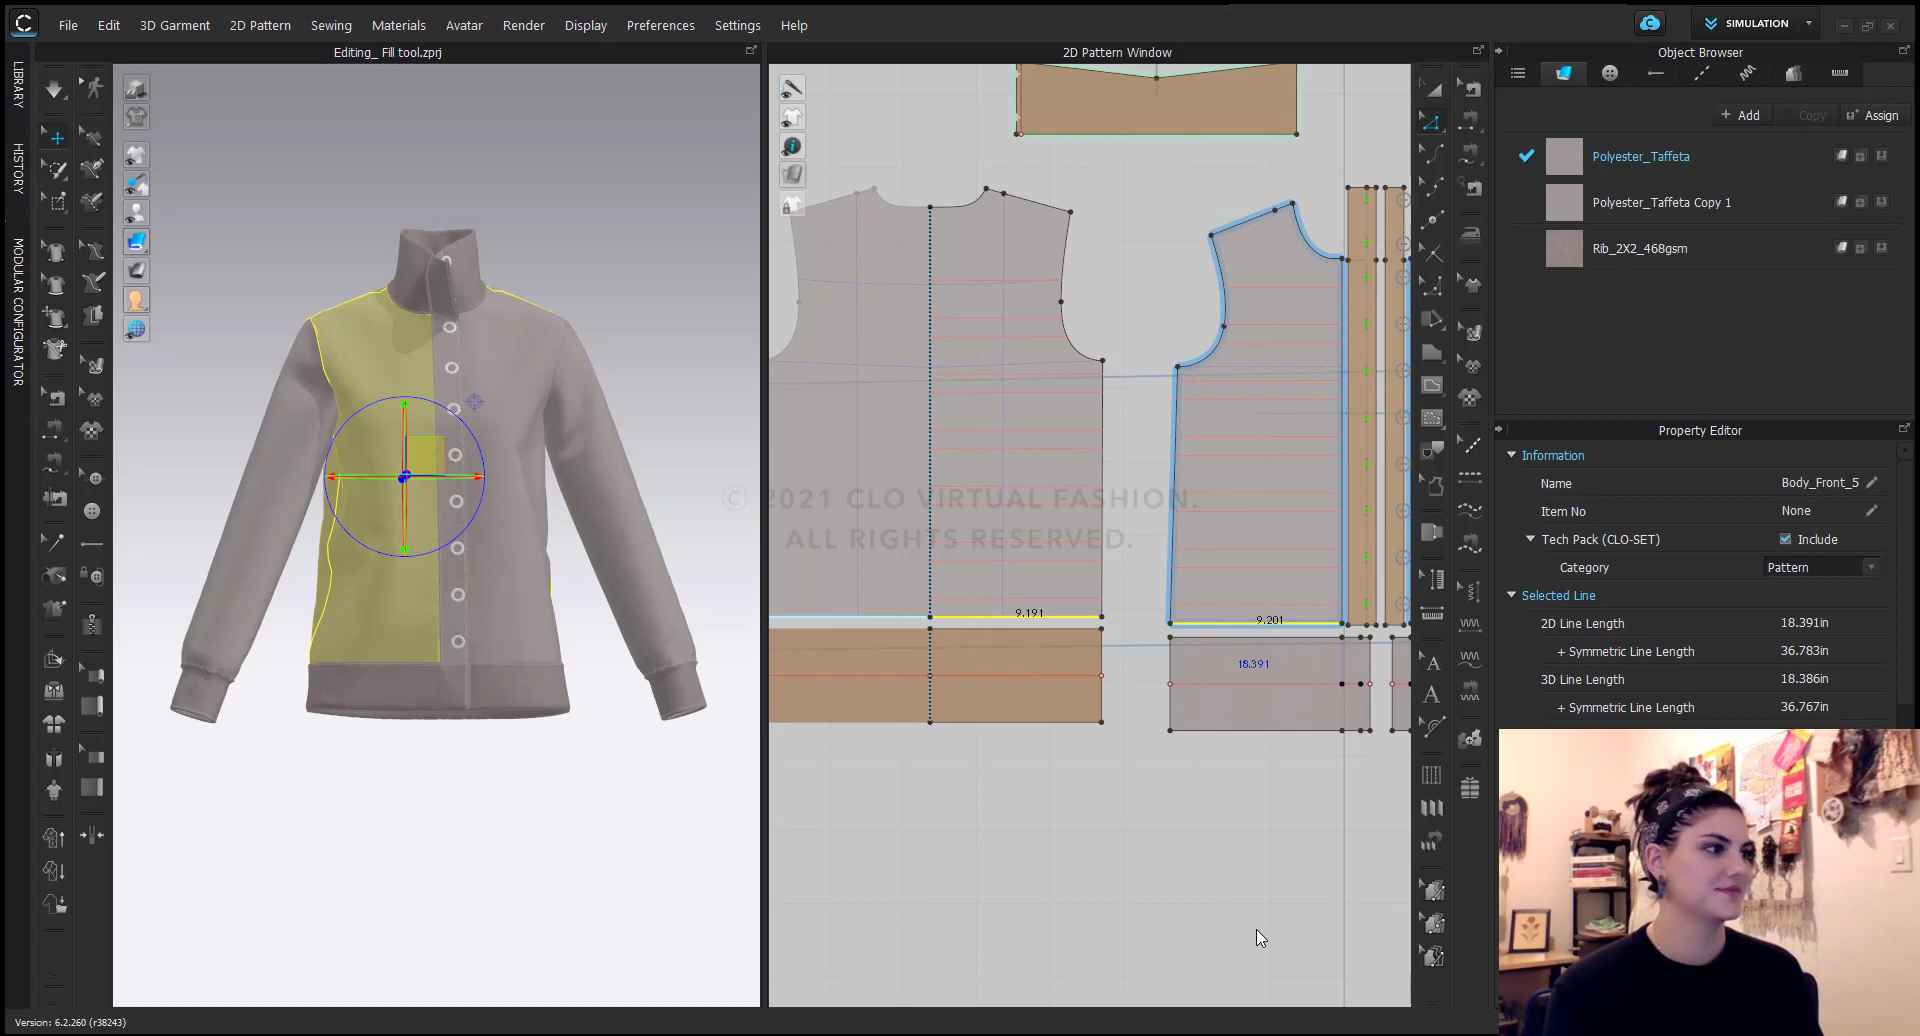 File Edit 3D Garment 2D Pattern Sewing Materials Avatar Render Display Preferences Settings Help
SIMULATION
Editing_ Fill tool.zprj
2D Pattern Window
Object Browser
LIBRARY
HISTORY
MODULAR CONFIGURATOR
+ Add
Copy
Assign
Polyester_Taffeta
Polyester_Taffeta Copy 1
Rib_2X2_468gsm
Property Editor
Information
Name Body_Front_5
Item No None
Tech Pack (CLO-SET) Include
Category Pattern
Selected Line
2D Line Length 18.391in
+ Symmetric Line Length 36.783in
3D Line Length 18.386in
+ Symmetric Line Length 36.767in
© 2021 CLO VIRTUAL FASHION.
ALL RIGHTS RESERVED.
9.191
9.201
18.391
Version: 6.2.260 (r38243)